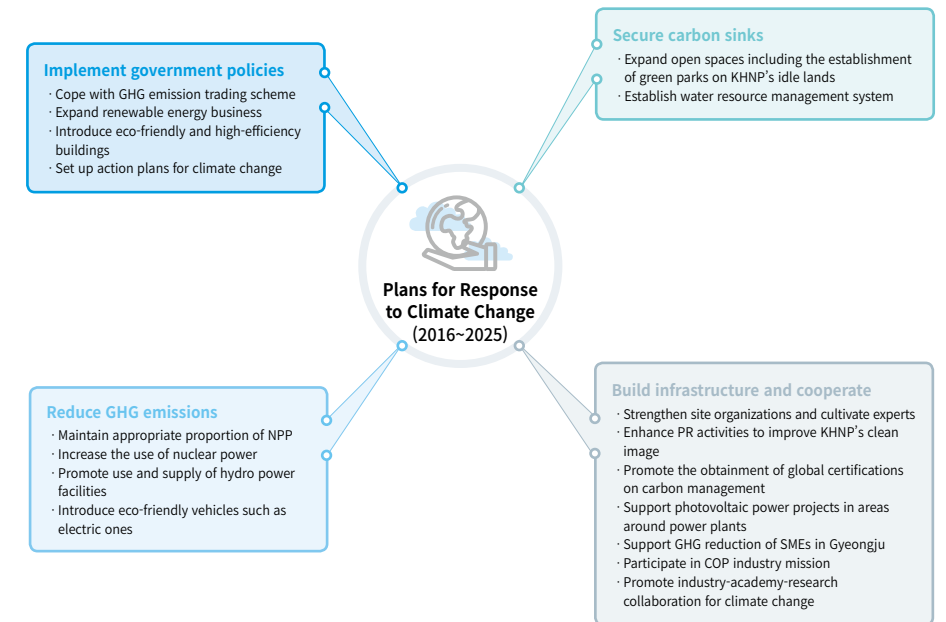 Implement government policies
· Cope with GHG emission trading scheme
· Expand renewable energy business
· Introduce eco-friendly and high-efficiency
buildings
· Set up action plans for climate change
Secure carbon sinks
· Expand open spaces including the establishment
of green parks on KHNP's idle lands
· Establish water resource management system
Plans for Response
to Climate Change
(2016~2025)
Reduce GHG emissions
· Maintain appropriate proportion of NPP
· Increase the use of nuclear power
· Promote use and supply of hydro power
facilities
· Introduce eco-friendly vehicles such as
electric ones
Build infrastructure and cooperate
· Strengthen site organizations and cultivate experts
· Enhance PR activities to improve KHNP's clean
image
· Promote the obtainment of global certifications
on carbon management
· Support photovoltaic power projects in areas
around power plants
· Support GHG reduction of SMEs in Gyeongju
· Participate in COP industry mission
· Promote industry-academy-research
collaboration for climate change